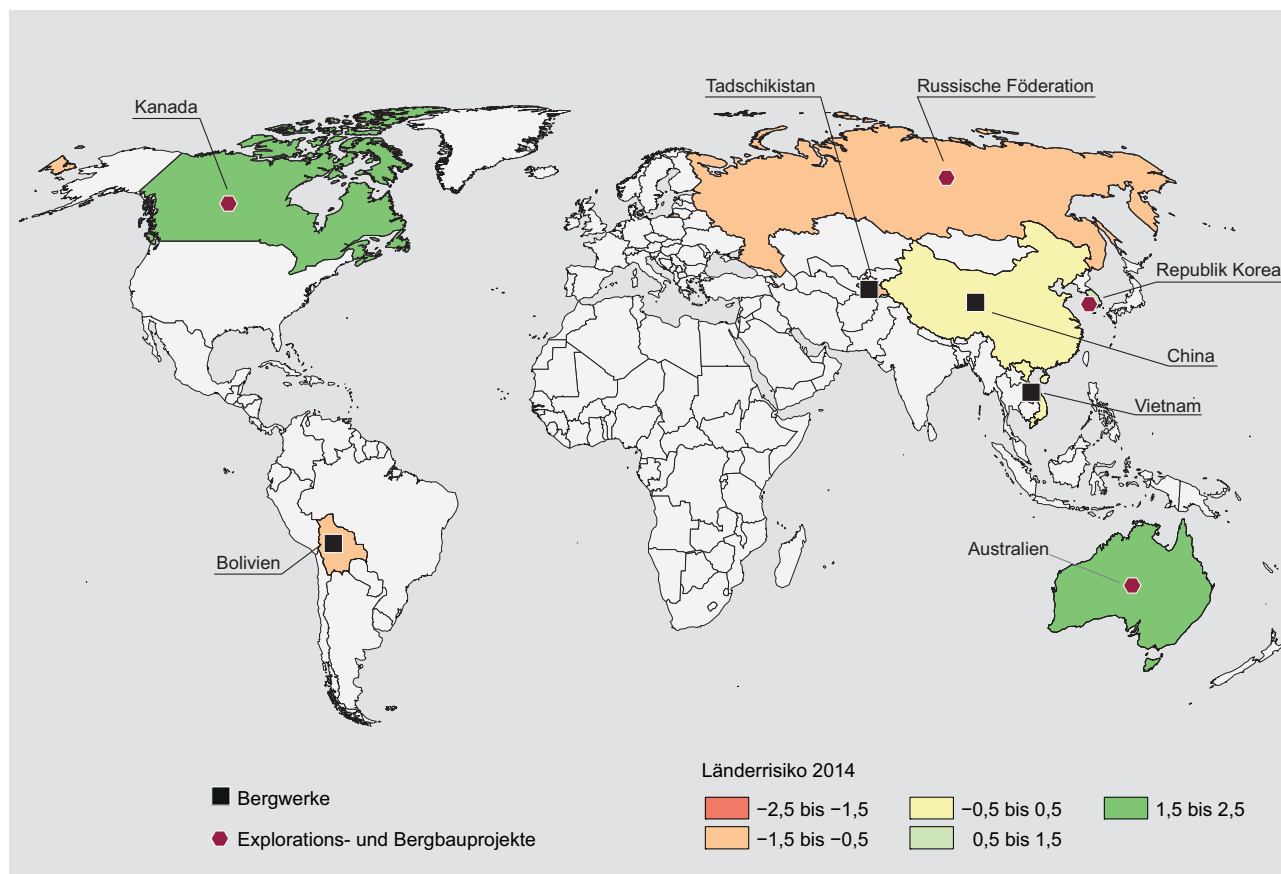 Tadschikistan
Russische Föderation
Kanada
Republik Korea
China
Vietnam
Australien
Bolivien
Länderrisiko 2014
Bergwerke
−2,5 bis −1,5
−0,5 bis 0,5
1,5 bis 2,5
Explorations- und Bergbauprojekte
−1,5 bis −0,5
0,5 bis 1,5